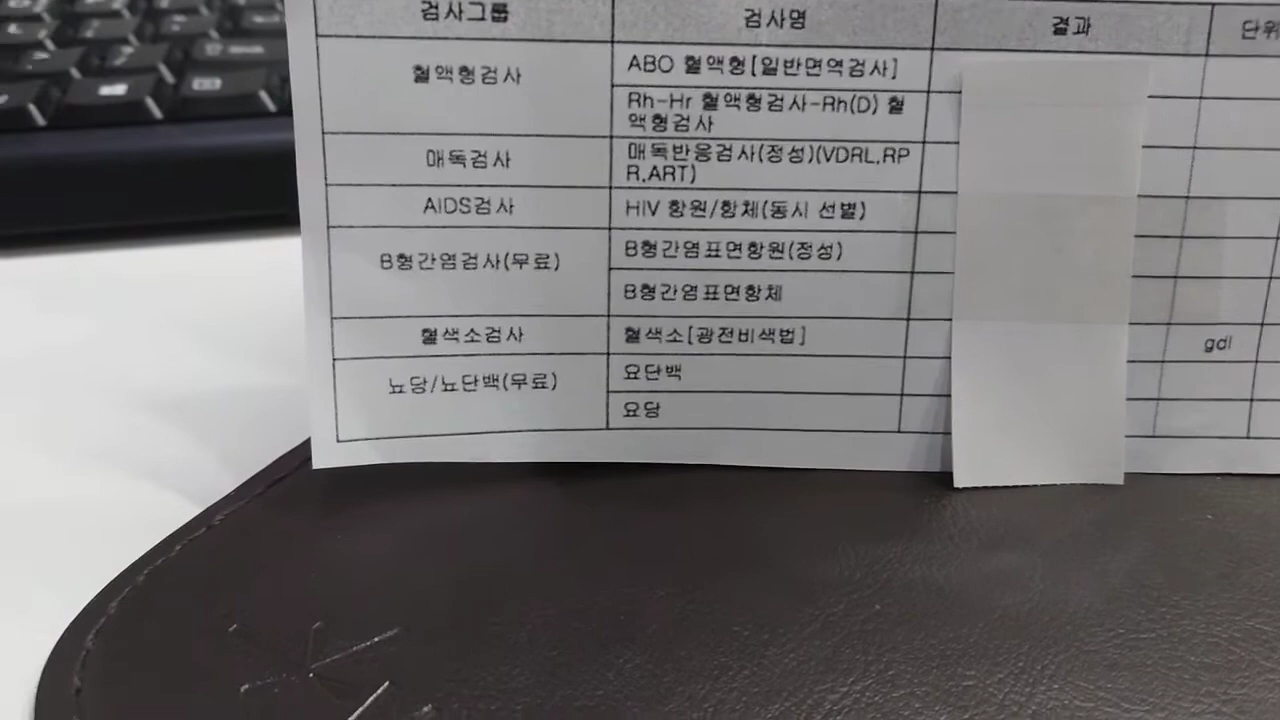 검사그룹 검사명 결과 단위
혈액형검사 ABO 혈액형[일반면역검사]
Rh-Hr 혈액형검사-Rh(D) 혈
액형검사
매독검사 매독반응검사(정성)(VDRL,RP
R,ART)
AIDS검사 HIV 항원/항체(동시 선별)
B형간염검사(무료) B형간염표면항원(정성)
B형간염표면항체
혈색소검사 혈색소[광전비색법] gdl
뇨당/뇨단백(무료) 요단백
요당